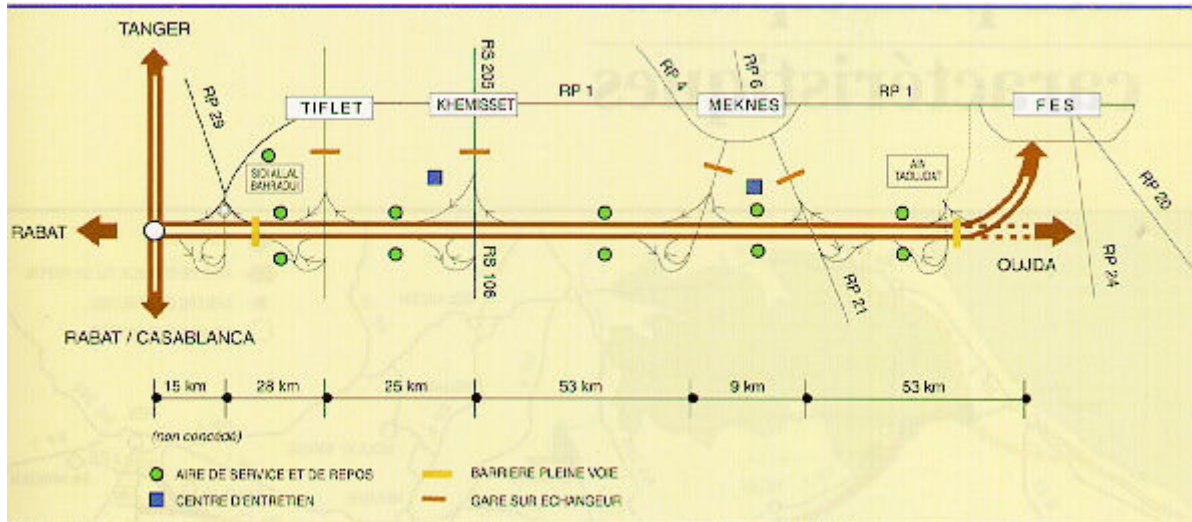 caractéristiques
TANGER
RP 29
TIFLET
RS 205
KHEMISSET
RP 1
RP 4
RP 6
MEKNES
RP 1
FES
SIDI ALLAL
BAHRAOUI
AIN
TAOUJDAT
RABAT
RS 106
RP 21
OUJDA
RP 24
RP 20
RABAT / CASABLANCA
15 km
28 km
25 km
53 km
9 km
53 km
(non concédé)
AIRE DE SERVICE ET DE REPOS
BARRIERE PLEINE VOIE
CENTRE D'ENTRETIEN
GARE SUR ECHANGEUR